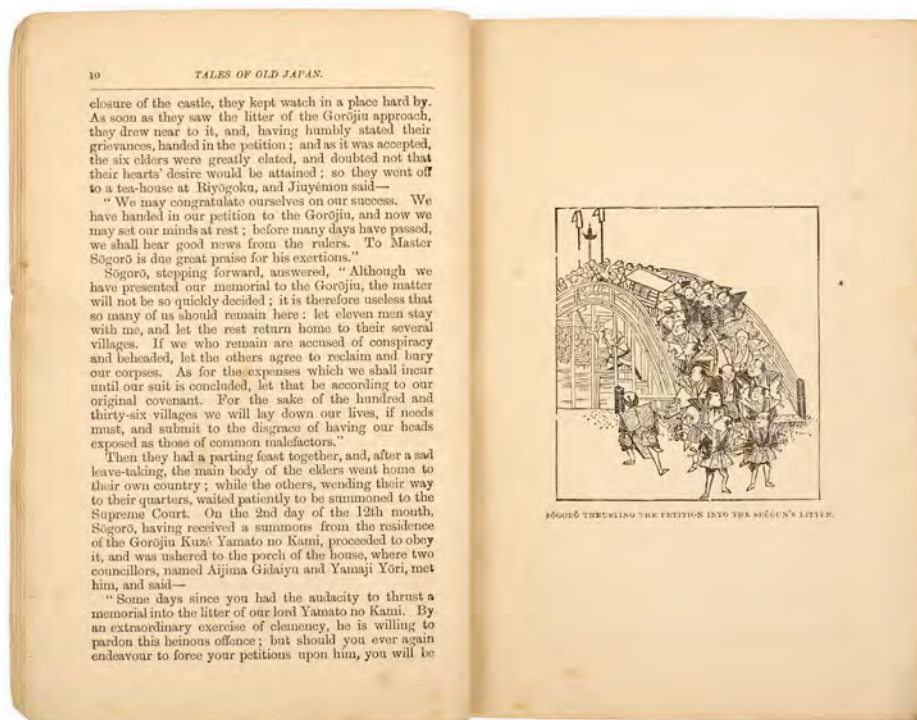 10
TALES OF OLD JAPAN.
closure of the castle, they kept watch in a place hard by.
As soon as they saw the litter of the Gorōjiu approach,
they drew near to it, and, having humbly stated their
grievances, handed in the petition; and as it was accepted,
the six elders were greatly elated, and doubted not that
their hearts' desire would be attained; so they went off
to a tea-house at Riyōgoku, and Jiuyémon said—
"We may congratulate ourselves on our success. We
have handed in our petition to the Gorōjiu, and now we
may set our minds at rest; before many days have passed,
we shall hear good news from the rulers. To Master
Sōgorō is due great praise for his exertions."
Sōgorō, stepping forward, answered, "Although we
have presented our memorial to the Gorōjiu, the matter
will not be so quickly decided; it is therefore useless that
so many of us should remain here: let eleven men stay
with me, and let the rest return home to their several
villages. If we who remain are accused of conspiracy
and beheaded, let the others agree to reclaim and bury
our corpses. As for the expenses which we shall incur
until our suit is concluded, let that be according to our
original covenant. For the sake of the hundred and
thirty-six villages we will lay down our lives, if needs
must, and submit to the disgrace of having our heads
exposed as those of common malefactors."
Then they had a parting feast together, and, after a sad
leave-taking, the main body of the elders went home to
their own country; while the others, wending their way
to their quarters, waited patiently to be summoned to the
Supreme Court. On the 2nd day of the 12th month,
Sōgorō, having received a summons from the residence
of the Gorōjiu Kuzé Yamato no Kami, proceeded to obey
it, and was ushered to the porch of the house, where two
councillors, named Aijima Gidaiyu and Yamaji Yōri, met
him, and said—
"Some days since you had the audacity to thrust a
memorial into the litter of our lord Yamato no Kami. By
an extraordinary exercise of clemency, he is willing to
pardon this heinous offence; but should you ever again
endeavour to force your petitions upon him, you will be
SŌGORŌ THRUSTING THE PETITION INTO THE SHŌGUN'S LITTER.